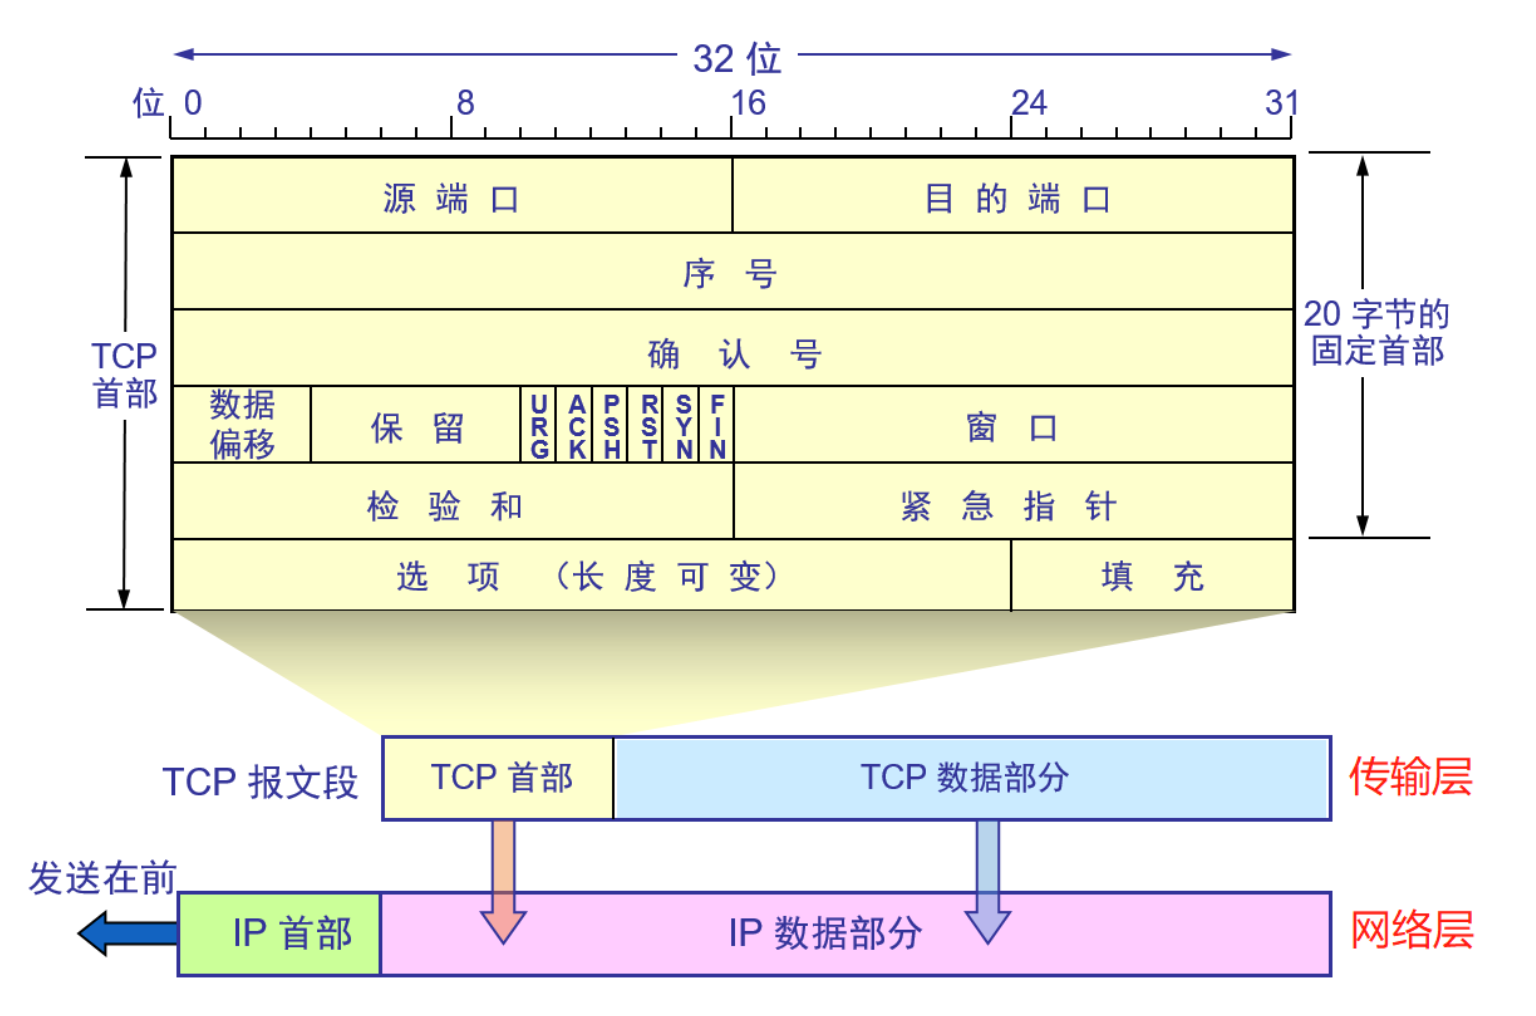 32 位
位 0 8 16 24 31
源 端 口
目 的 端 口
序 号
确 认 号
20 字节的
固定首部
TCP
首部
数据
偏移
保 留
URG
ACK
PSH
RST
SYN
FIN
窗 口
检 验 和
紧 急 指 针
选 项 （长 度 可 变）
填 充
TCP 报文段
TCP 首部
TCP 数据部分
传输层
发送在前
IP 首部
IP 数据部分
网络层